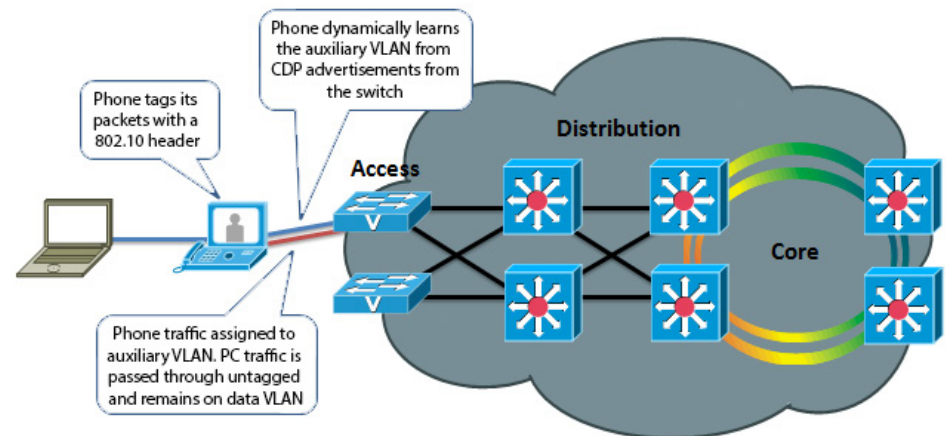 Phone dynamically learns
the auxiliary VLAN from
CDP advertisements from
the switch
Phone tags its
packets with a
802.10 header
Distribution
Access
V
V
Core
Phone traffic assigned to
auxiliary VLAN. PC traffic is
passed through untagged
and remains on data VLAN